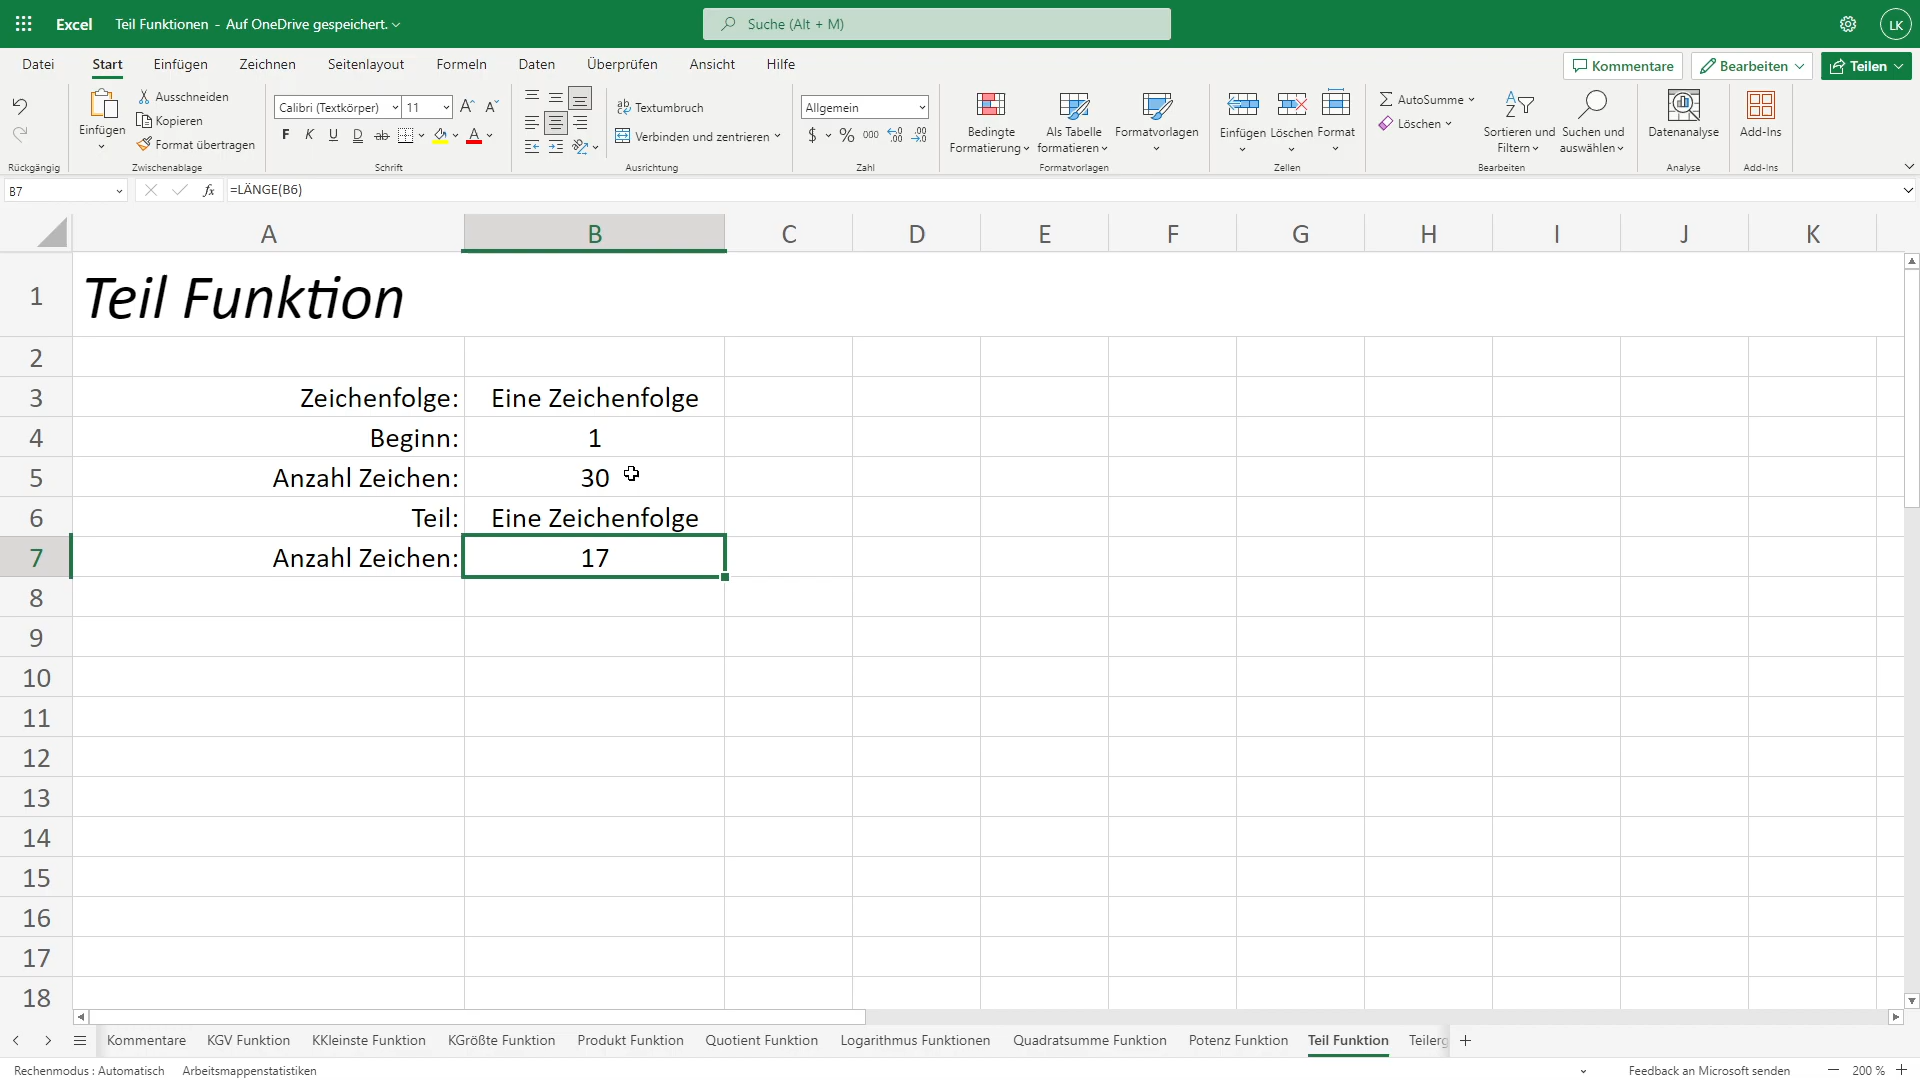 Excel Teil Funktionen - Auf OneDrive gespeichert. Suche (Alt + M) LK
Datei Start Einfügen Zeichnen Seitenlayout Formeln Daten Überprüfen Ansicht Hilfe Kommentare Bearbeiten Teilen
Einfügen
Ausschneiden
Kopieren
Format übertragen
Calibri (Textkörper) 11
F K U D ab A
Textumbruch
Verbinden und zentrieren
Allgemein
$ % 000
Bedingte Formatierung
Als Tabelle formatieren
Formatvorlagen
Einfügen Löschen Format
AutoSumme
Löschen
Sortieren und Filtern
Suchen und auswählen
Datenanalyse
Add-Ins
Rückgängig Zwischenablage Schrift Ausrichtung Zahl Formatvorlagen Zellen Bearbeiten Analyse Add-Ins
B7 fx =LÄNGE(B6)
A B C D E F G H I J K
1 Teil Funktion
2
3 Zeichenfolge: Eine Zeichenfolge
4 Beginn: 1
5 Anzahl Zeichen: 30
6 Teil: Eine Zeichenfolge
7 Anzahl Zeichen: 17
8
9
10
11
12
13
14
15
16
17
18
Kommentare KGV Funktion KKleinste Funktion KGrößte Funktion Produkt Funktion Quotient Funktion Logarithmus Funktionen Quadratsumme Funktion Potenz Funktion Teil Funktion Teilerg
Rechenmodus : Automatisch Arbeitsmappenstatistiken Feedback an Microsoft senden 200 %